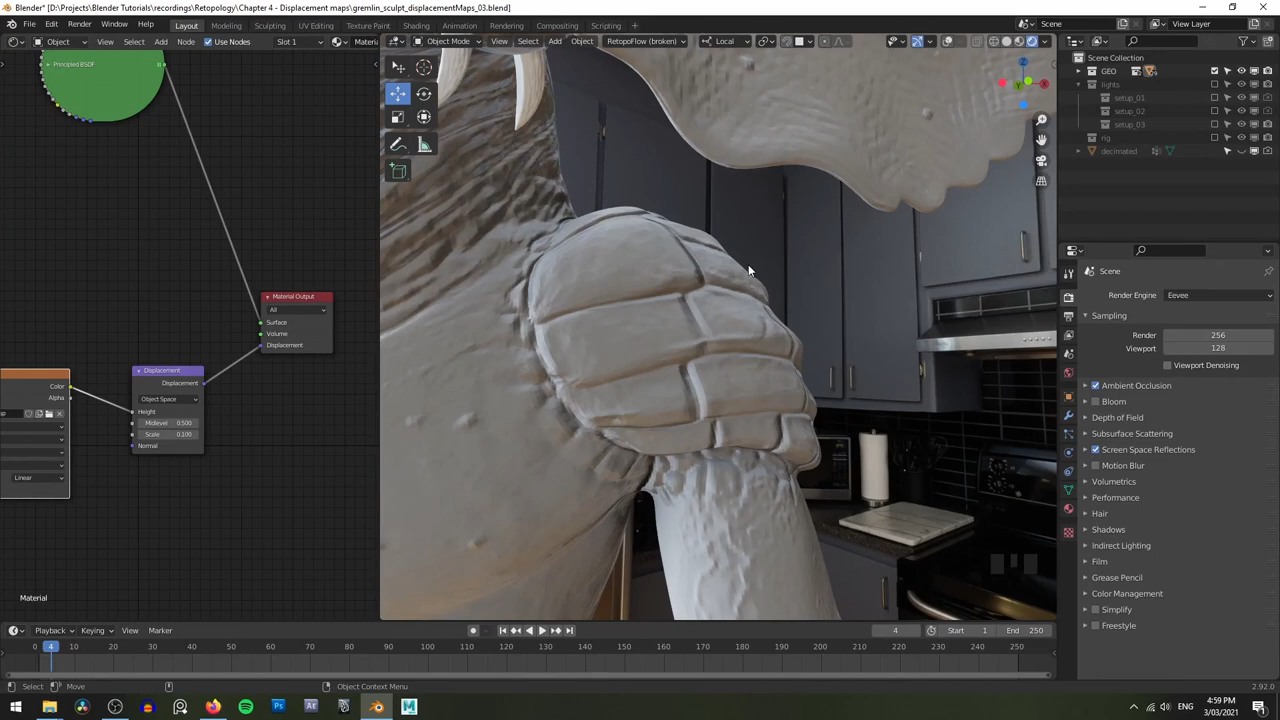 Blender* [D:\Projects\Blender Tutorials\recordings\Retopology\Chapter 4 - Displacement maps\gremlin_sculpt_displacementMaps_03.blend]
File Edit Render Window Help Layout Modeling Sculpting UV Editing Texture Paint Shading Animation Rendering Compositing Scripting Scene View Layer
Object View Select Add Node Use Nodes Slot 1 Materi
Object Mode View Select Add Object RetopoFlow (broken) Local
Principled BSDF
Material Output
All
Surface
Volume
Displacement
Displacement
Displacement
Object Space
Height
Midlevel 0.500
Scale 0.100
Normal
Color
Alpha
ap
Linear
Material
Scene Collection
GEO
lights
setup_01
setup_02
setup_03
rig
decimated
Scene
Render Engine Eevee
Sampling
Render 256
Viewport 128
Viewport Denoising
Ambient Occlusion
Bloom
Depth of Field
Subsurface Scattering
Screen Space Reflections
Motion Blur
Volumetrics
Performance
Hair
Shadows
Indirect Lighting
Film
Grease Pencil
Color Management
Simplify
Freestyle
Playback Keying View Marker 4 Start 1 End 250
0 4 10 20 30 40 50 60 70 80 90 100 110 120 130 140 150 160 170 180 190 200 210 220 230 240 250
Select Move Object Context Menu 2.92.0
ENG 4:59 PM
3/03/2021